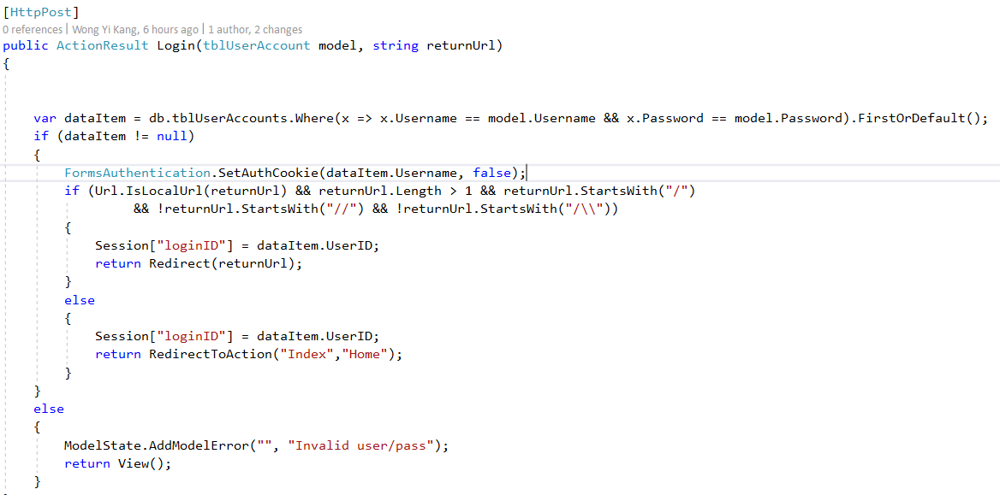 [HttpPost]
0 references | Wong Yi Kang, 6 hours ago | 1 author, 2 changes
public ActionResult Login(tblUserAccount model, string returnUrl)
{
var dataItem = db.tblUserAccounts.Where(x => x.Username == model.Username && x.Password == model.Password).FirstOrDefault();
if (dataItem != null)
{
FormsAuthentication.SetAuthCookie(dataItem.Username, false);
if (Url.IsLocalUrl(returnUrl) && returnUrl.Length > 1 && returnUrl.StartsWith("/")
&& !returnUrl.StartsWith("//") && !returnUrl.StartsWith("/\\"))
{
Session["loginID"] = dataItem.UserID;
return Redirect(returnUrl);
}
else
{
Session["loginID"] = dataItem.UserID;
return RedirectToAction("Index","Home");
}
}
else
{
ModelState.AddModelError("", "Invalid user/pass");
return View();
}